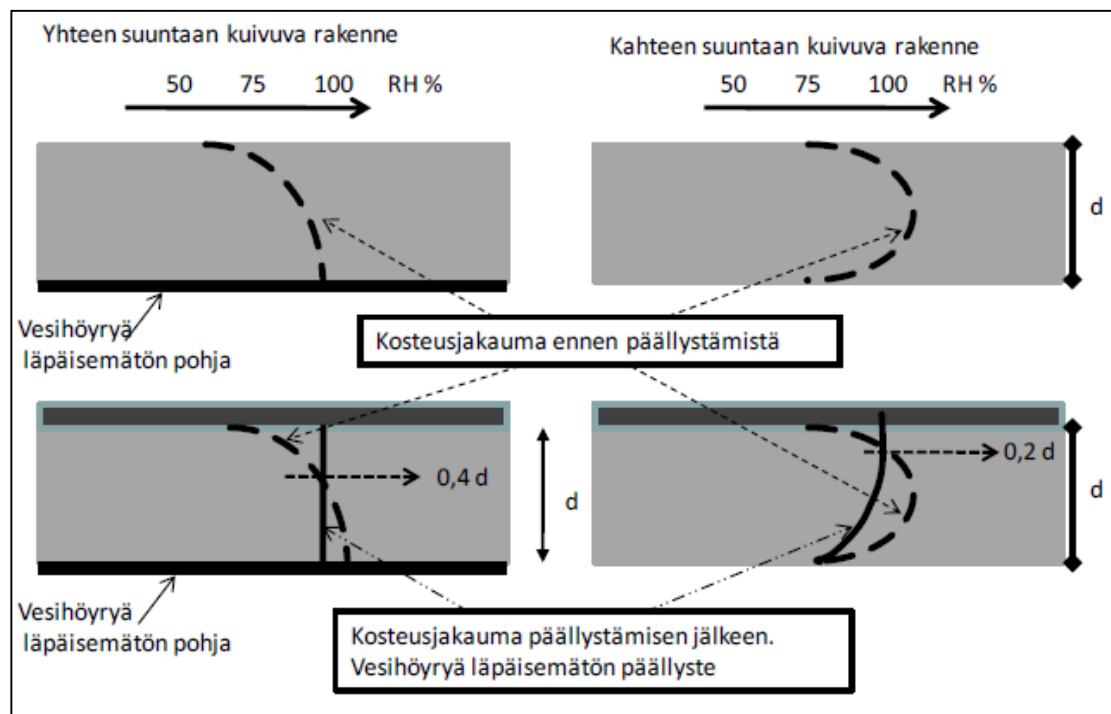 Yhteen suuntaan kuivuva rakenne
50 75 100 RH %
Kahteen suuntaan kuivuva rakenne
50 75 100 RH %
d
Vesihöyryä
läpäisemätön pohja
Kosteusjakauma ennen päällystämistä
0,4 d
d
0,2 d
d
Vesihöyryä
läpäisemätön pohja
Kosteusjakauma päällystämisen jälkeen.
Vesihöyryä läpäisemätön päällyste